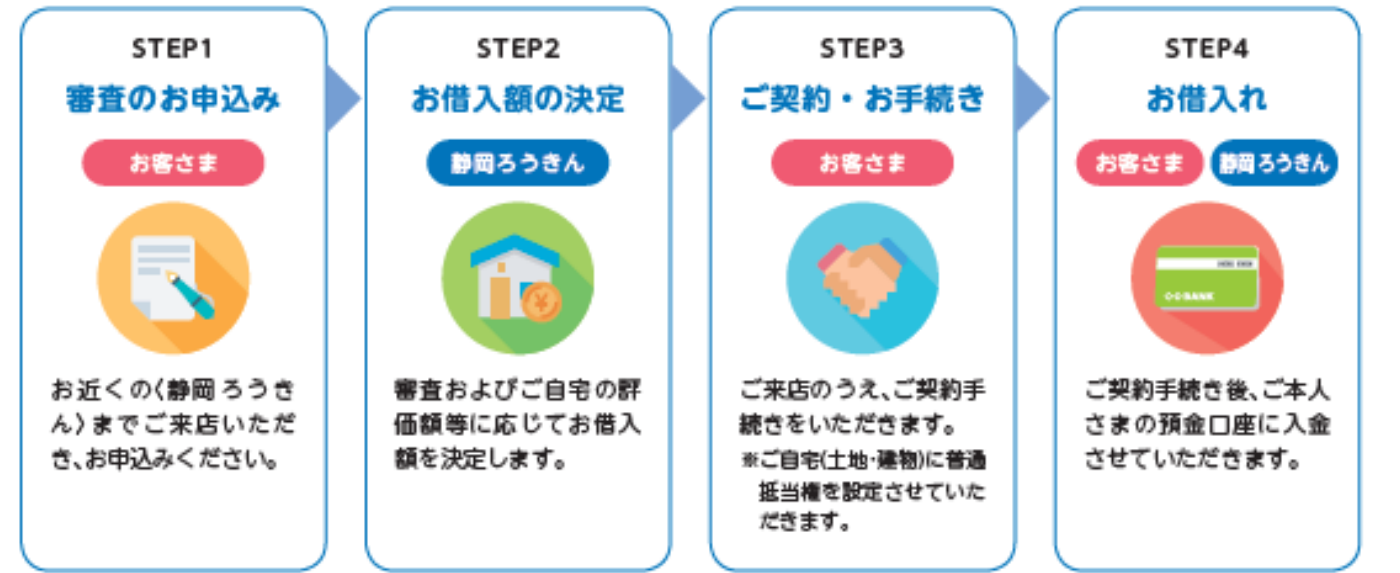 STEP1
審査のお申込み
お客さま
お近くの〈静岡ろうき
ん〉までご来店いただ
き、お申込みください。
STEP2
お借入額の決定
静岡ろうきん
審査およびご自宅の評
価額等に応じてお借入
額を決定します。
STEP3
ご契約・お手続き
お客さま
ご来店のうえ、ご契約手
続きをいただきます。
※ご自宅(土地・建物)に普通
抵当権を設定させていた
だきます。
STEP4
お借入れ
お客さま 静岡ろうきん
BANK
ご契約手続き後、ご本人
さまの預金口座に入金
させていただきます。